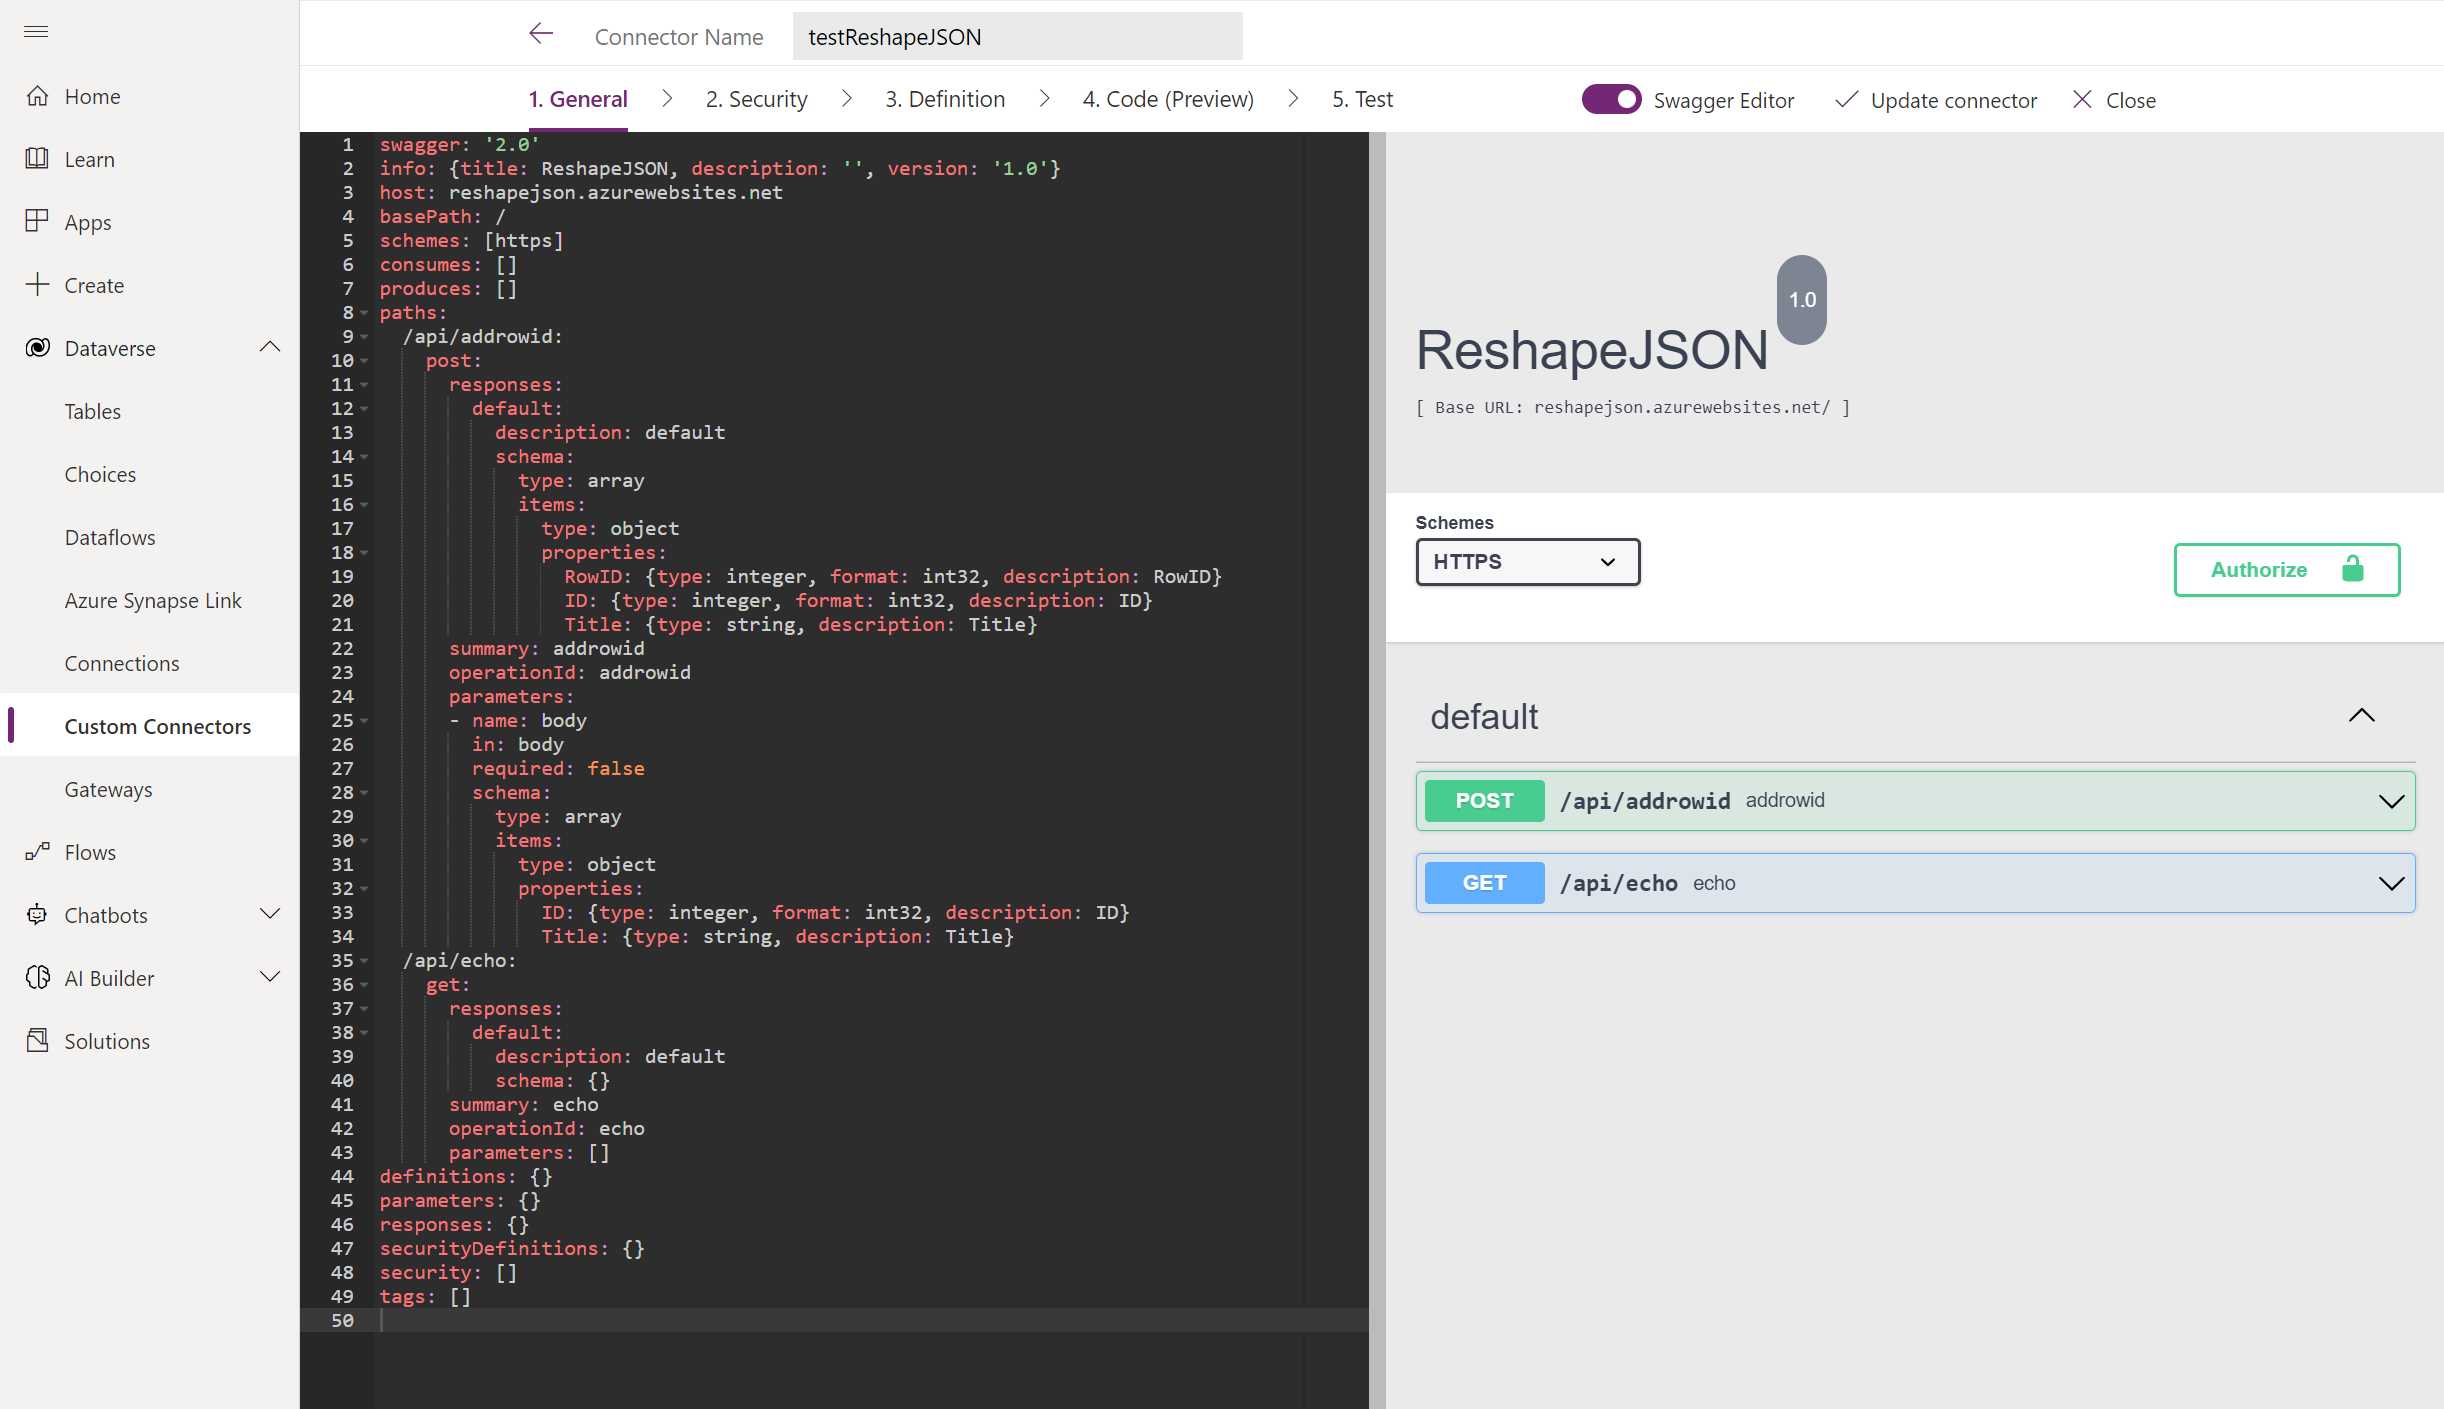 Connector Name testReshapeJSON
1. General 2. Security 3. Definition 4. Code (Preview) 5. Test Swagger Editor Update connector Close
Home
Learn
Apps
Create
Dataverse
Tables
Choices
Dataflows
Azure Synapse Link
Connections
Custom Connectors
Gateways
Flows
Chatbots
AI Builder
Solutions
1 swagger: '2.0'
2 info: {title: ReshapeJSON, description: '', version: '1.0'}
3 host: reshapejson.azurewebsites.net
4 basePath: /
5 schemes: [https]
6 consumes: []
7 produces: []
8 paths:
9   /api/addrowid:
10     post:
11       responses:
12         default:
13           description: default
14           schema:
15             type: array
16             items:
17               type: object
18               properties:
19                 RowID: {type: integer, format: int32, description: RowID}
20                 ID: {type: integer, format: int32, description: ID}
21                 Title: {type: string, description: Title}
22       summary: addrowid
23       operationId: addrowid
24       parameters:
25       - name: body
26         in: body
27         required: false
28         schema:
29           type: array
30           items:
31             type: object
32             properties:
33               ID: {type: integer, format: int32, description: ID}
34               Title: {type: string, description: Title}
35   /api/echo:
36     get:
37       responses:
38         default:
39           description: default
40           schema: {}
41       summary: echo
42       operationId: echo
43       parameters: []
44 definitions: {}
45 parameters: {}
46 responses: {}
47 securityDefinitions: {}
48 security: []
49 tags: []
50
ReshapeJSON 1.0
[ Base URL: reshapejson.azurewebsites.net/ ]
Schemes
HTTPS
Authorize
default
POST /api/addrowid addrowid
GET /api/echo echo